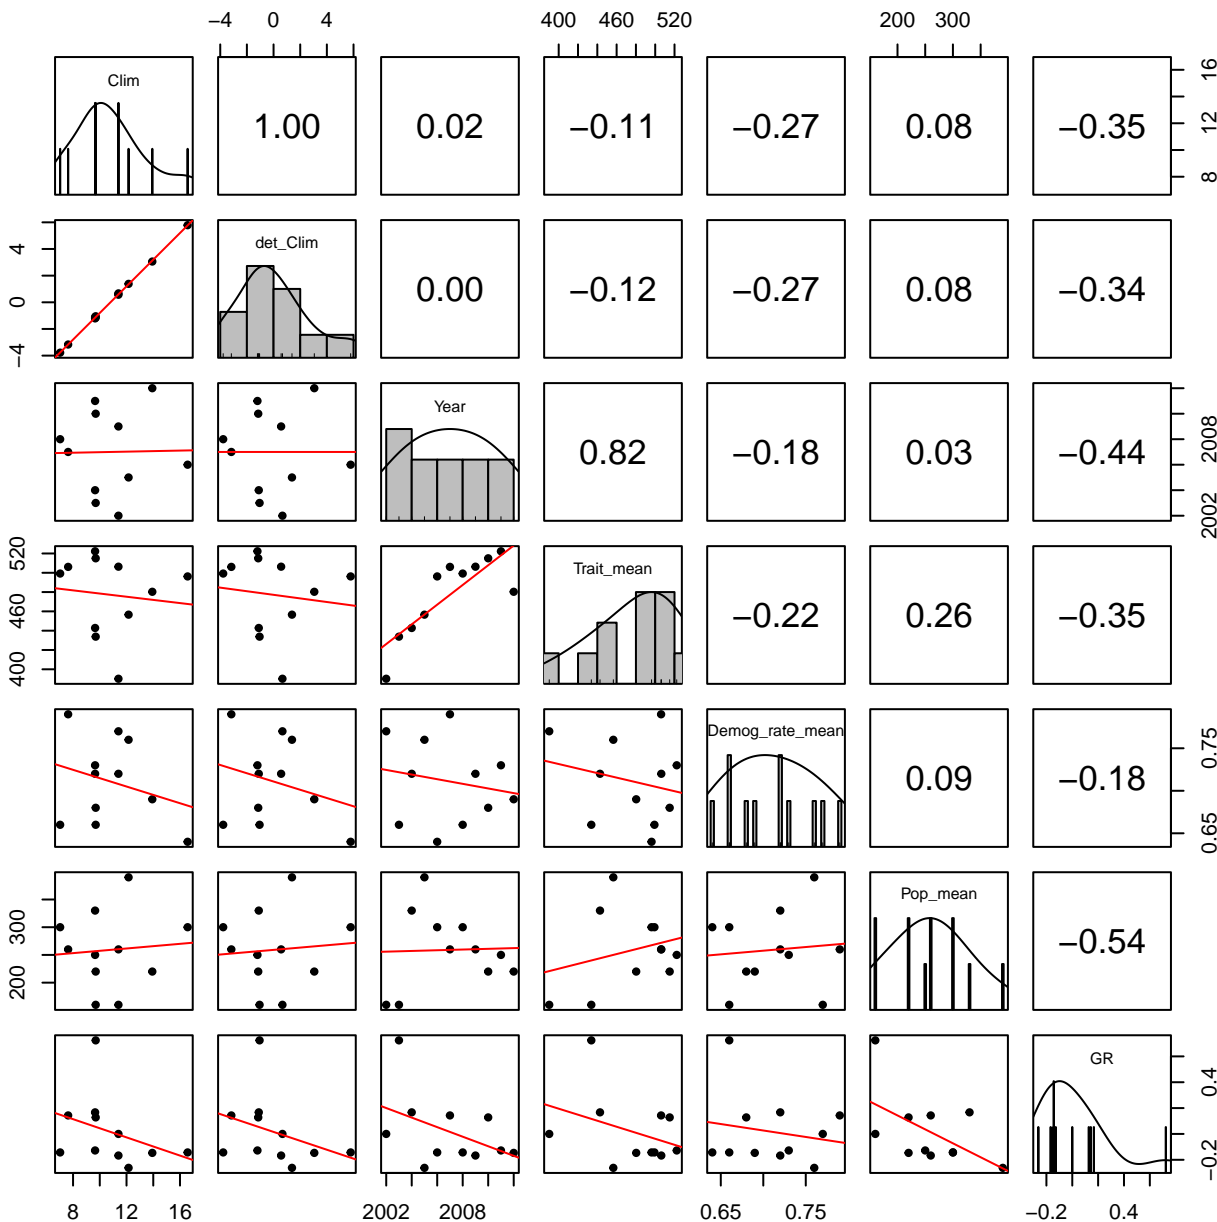 −4 0 4 400 460 520 200 300
Clim
1.00 0.02 −0.11 −0.27 0.08 −0.35
8 12 16
−4 0 4
det_Clim
0.00 −0.12 −0.27 0.08 −0.34
Year
0.82 −0.18 0.03 −0.44
2002 2008
400 460 520
Trait_mean
−0.22 0.26 −0.35
Demog_rate_mean
0.09 −0.18
0.65 0.75
200 300
Pop_mean
−0.54
GR
−0.2 0.4
8 12 16 2002 2008 0.65 0.75 −0.2 0.4